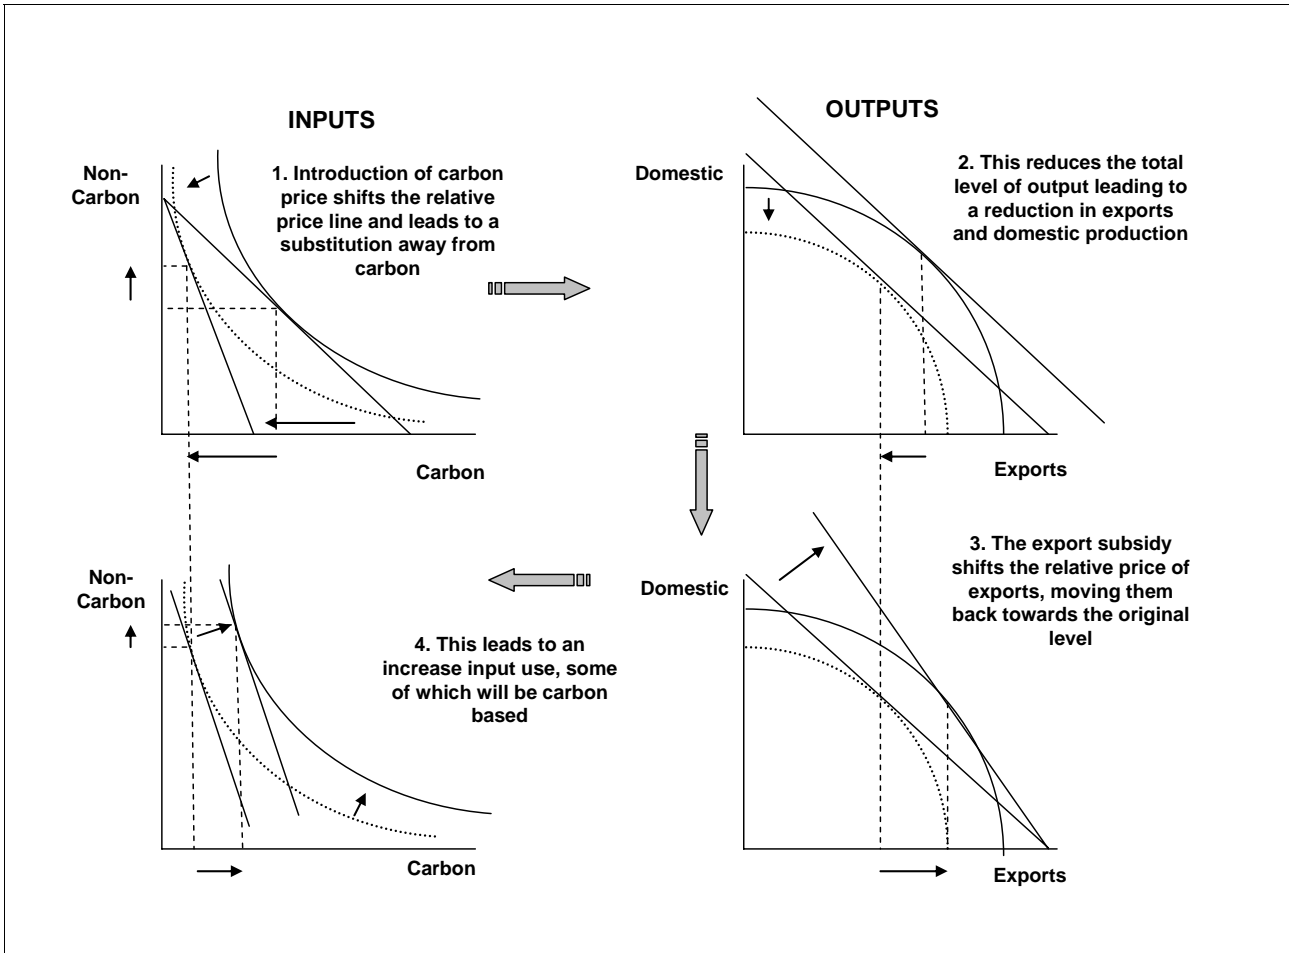 INPUTS
Non-
Carbon
1. Introduction of carbon
price shifts the relative
price line and leads to a
substitution away from
carbon
Carbon
OUTPUTS
Domestic
2. This reduces the total
level of output leading to
a reduction in exports
and domestic production
Exports
Domestic
3. The export subsidy
shifts the relative price of
exports, moving them
back towards the original
level
Exports
Non-
Carbon
4. This leads to an
increase input use, some
of which will be carbon
based
Carbon